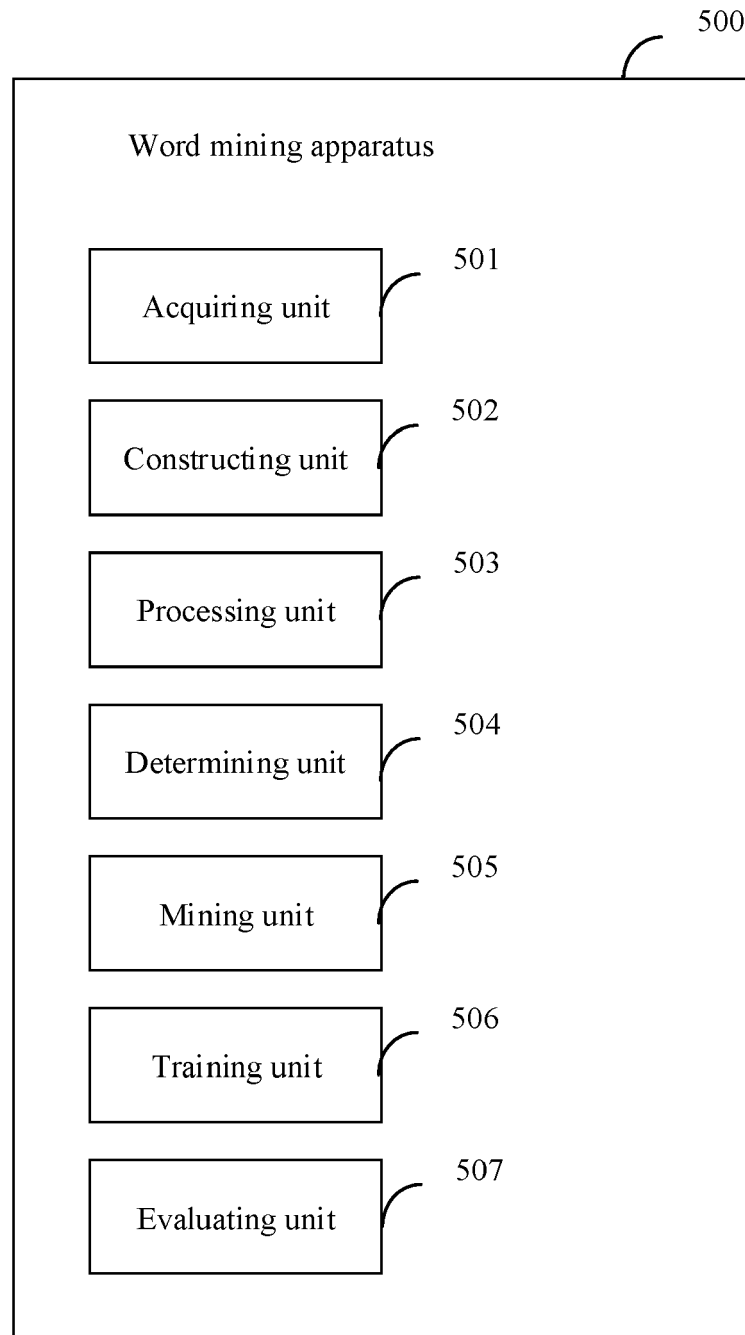 500
Word mining apparatus
501
Acquiring unit
502
Constructing unit
503
Processing unit
504
Determining unit
505
Mining unit
506
Training unit
507
Evaluating unit